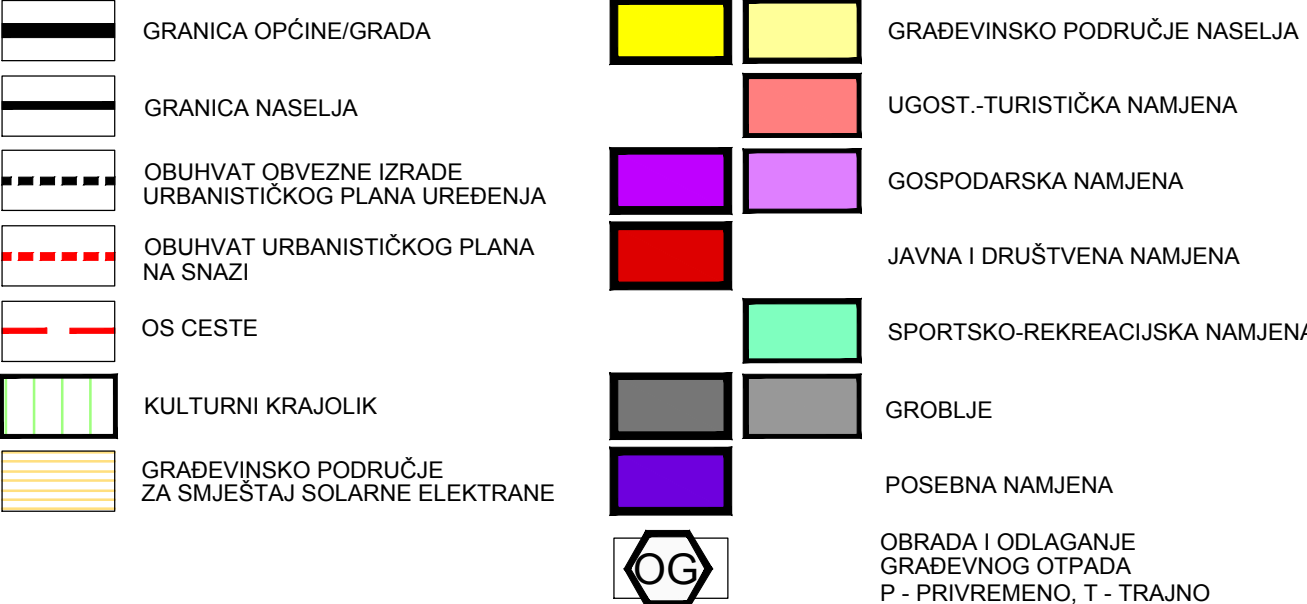 GRANICA OPĆINE/GRADA
GRANICA NASELJA
OBUHVAT OBVEZNE IZRADE
URBANISTIČKOG PLANA UREĐENJA
OBUHVAT URBANISTIČKOG PLANA
NA SNAZI
OS CESTE
KULTURNI KRAJOLIK
GRAĐEVINSKO PODRUČJE
ZA SMJEŠTAJ SOLARNE ELEKTRANE
GRAĐEVINSKO PODRUČJE NASELJA
UGOST.-TURISTIČKA NAMJENA
GOSPODARSKA NAMJENA
JAVNA I DRUŠTVENA NAMJENA
SPORTSKO-REKREACIJSKA NAMJENA
GROBLJE
POSEBNA NAMJENA
OG
OBRADA I ODLAGANJE
GRAĐEVNOG OTPADA
P - PRIVREMENO, T - TRAJNO